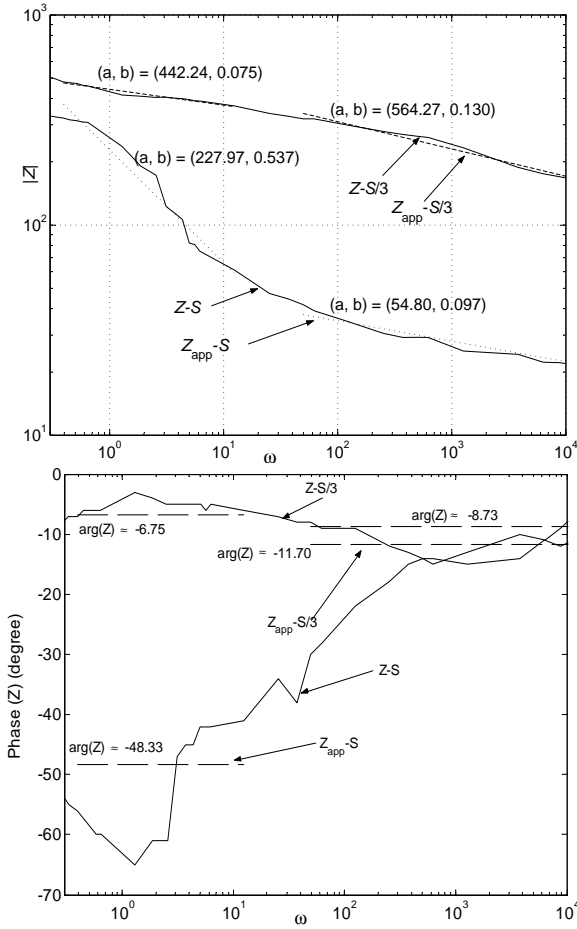 10^3
(a, b) = (442.24, 0.075)
(a, b) = (564.27, 0.130)
(a, b) = (227.97, 0.537)
|Z|
Z-S/3
Z_app-S/3
10^2
Z-S
(a, b) = (54.80, 0.097)
Z_app-S
10^1
10^0 10^1 10^2 10^3 10^4
ω
0
Z-S/3
arg(Z) ≈ -8.73
arg(Z) ≈ -6.75
-10
arg(Z) ≈ -11.70
-20
Z_app-S/3
-30
Z-S
Phase (Z) (degree)
-40
arg(Z) ≈ -48.33
Z_app-S
-50
-60
-70
10^0 10^1 10^2 10^3 10^4
ω